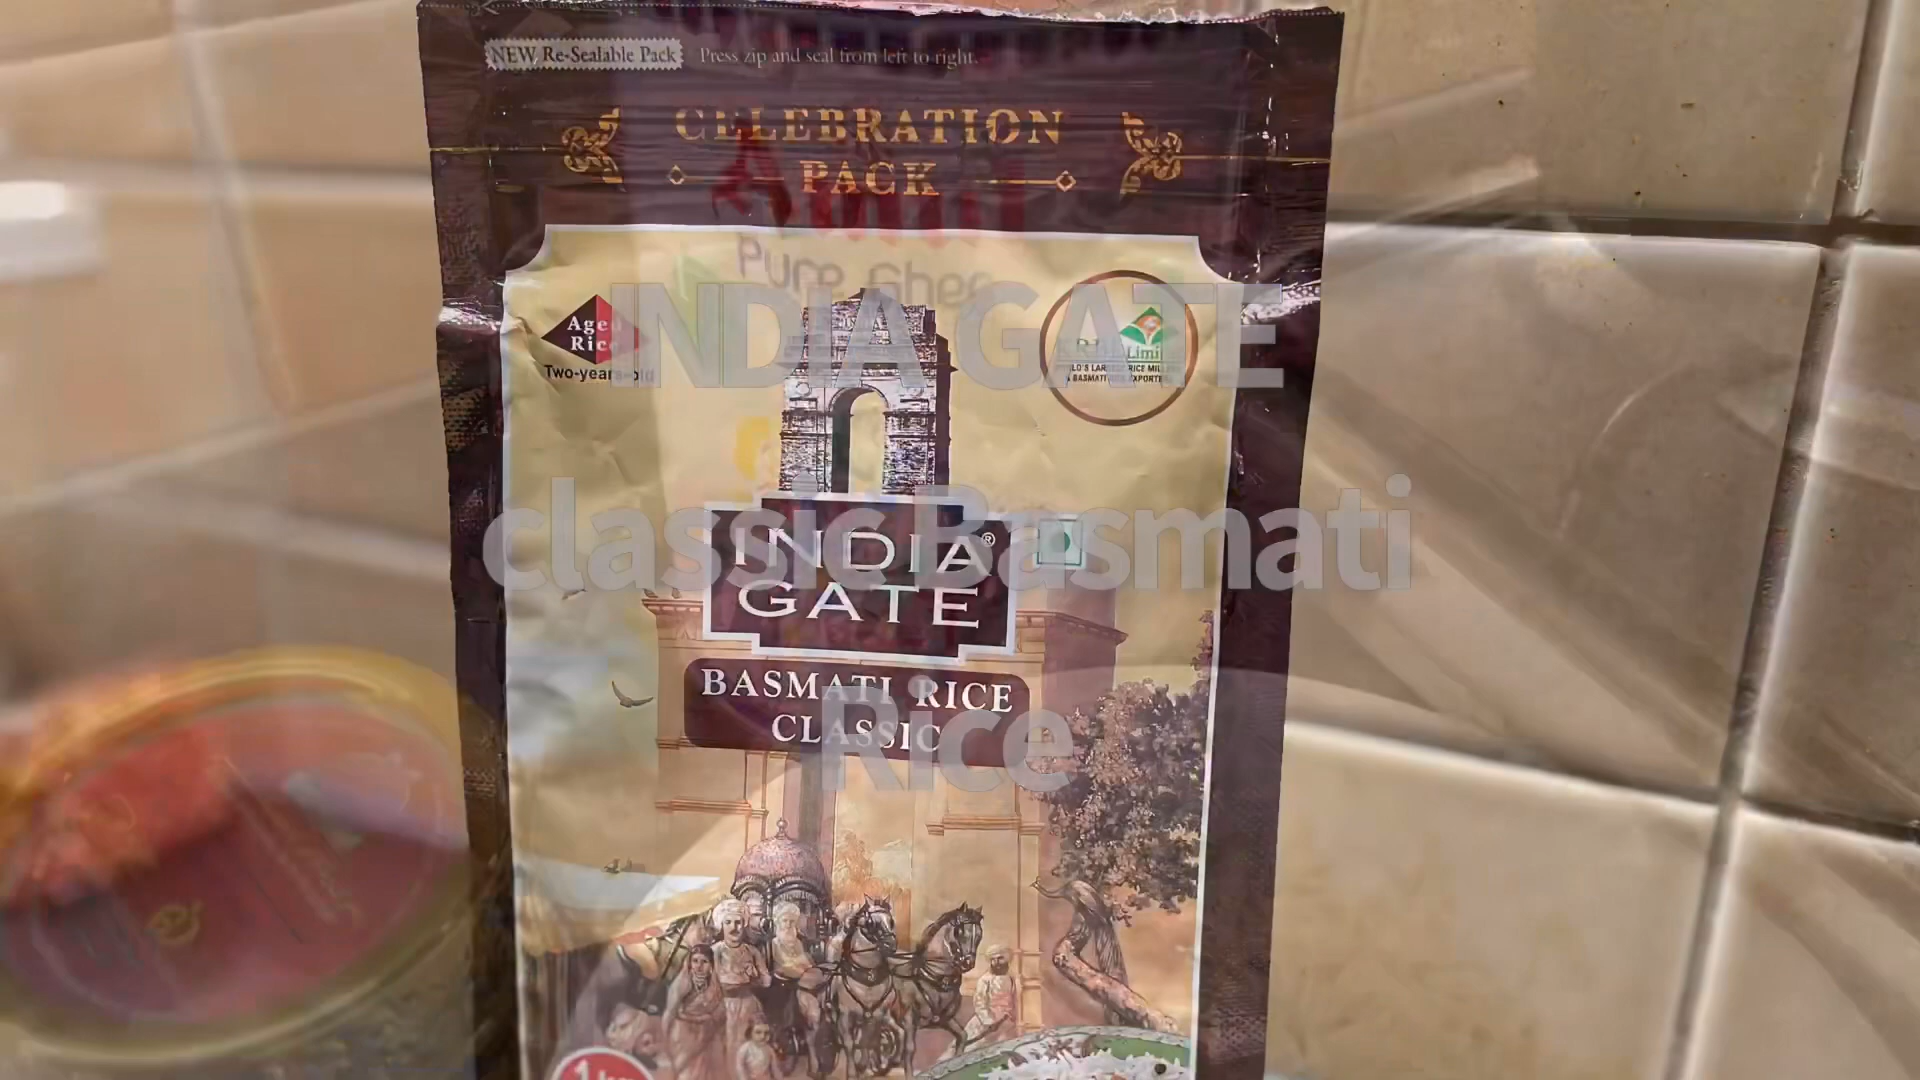 NEW Re-Sealable Pack Press zip and seal from left to right.
CELEBRATION
PACK
Pure Ghee
INDIA GATE
Aged
Rice
Two-years-old
Limi
classic Basmati
INDIA®
GATE
BASMATI RICE
CLASSIC
Rice